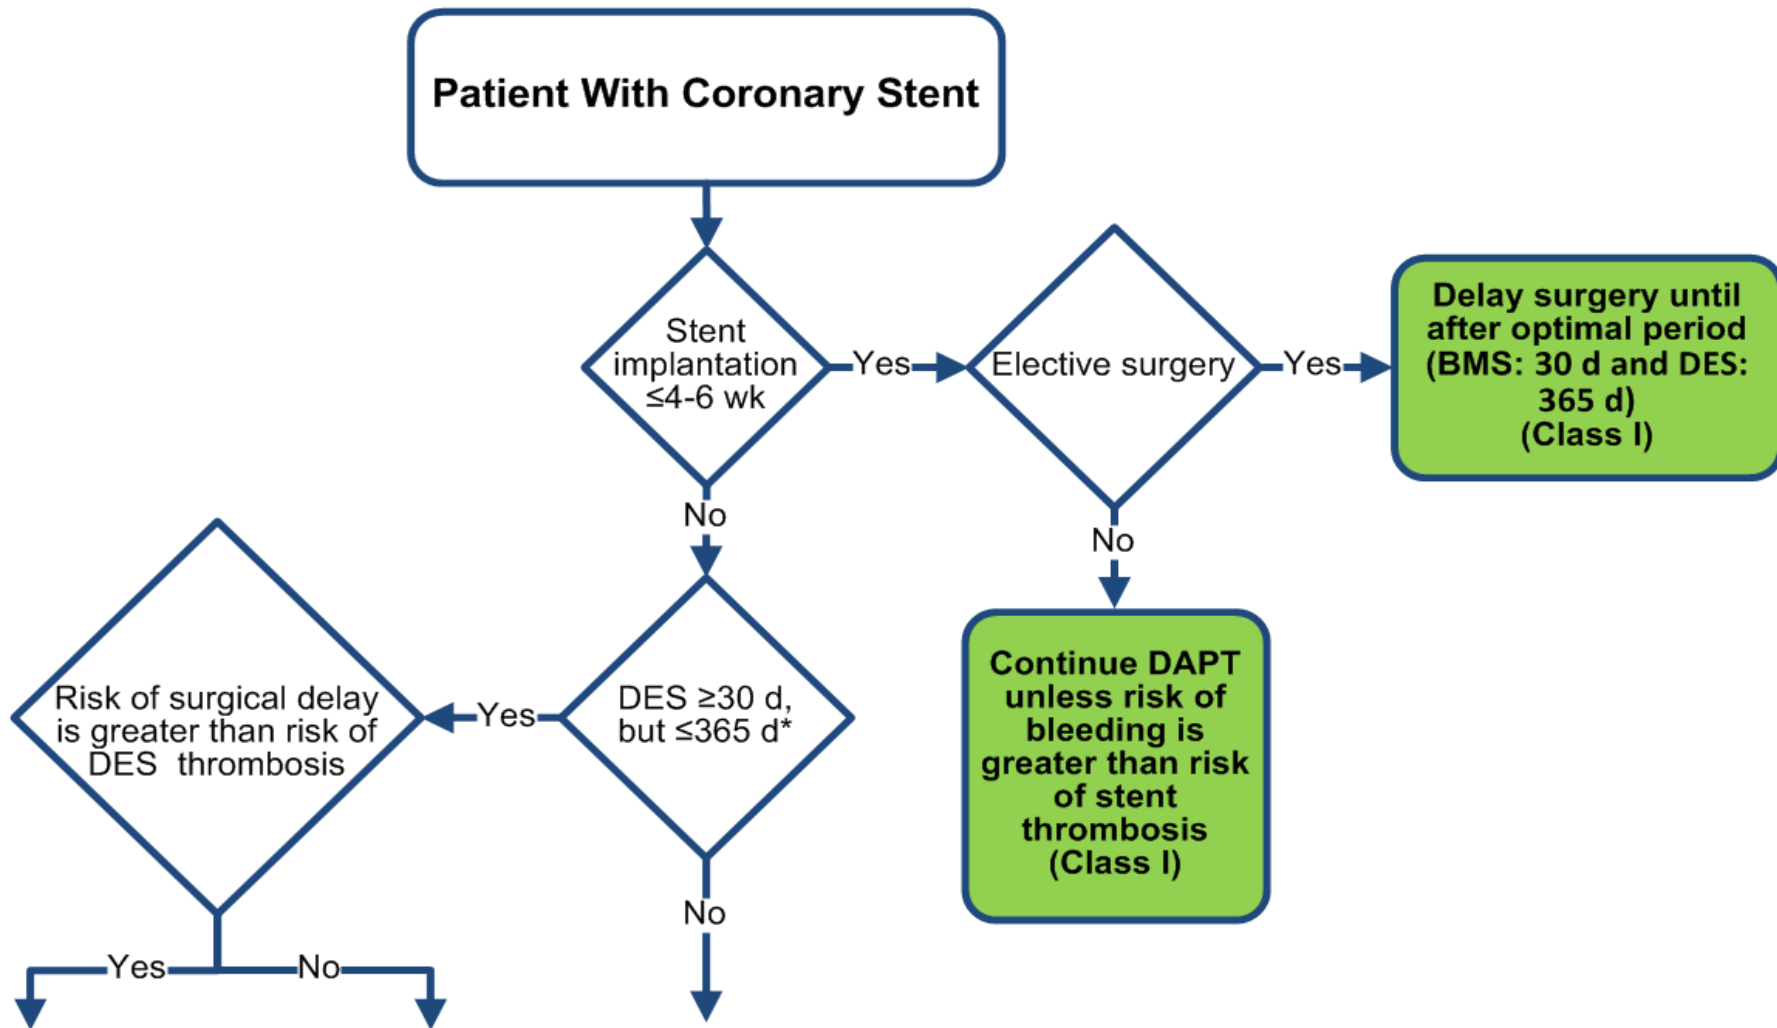 Patient With Coronary Stent
Stent
implantation
≤4-6 wk
Yes
Elective surgery
Yes
Delay surgery until
after optimal period
(BMS: 30 d and DES:
365 d)
(Class I)
No
No
Risk of surgical delay
is greater than risk of
DES thrombosis
Yes
DES ≥30 d,
but ≤365 d*
Continue DAPT
unless risk of
bleeding is
greater than risk
of stent
thrombosis
(Class I)
No
Yes
No